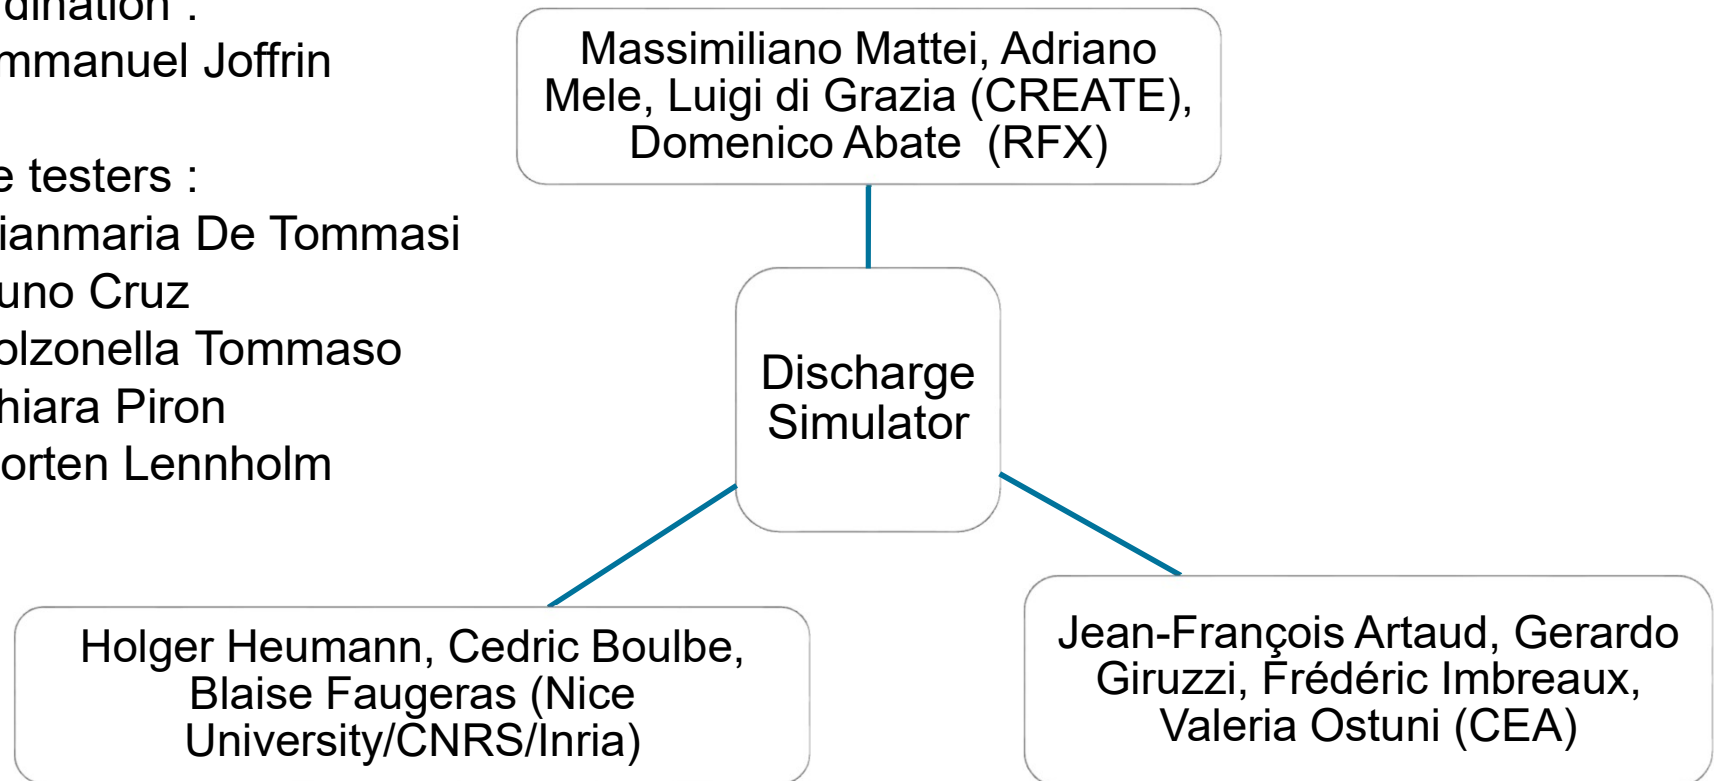 dination :
mmanuel Joffrin
e testers :
ianmaria De Tommasi
uno Cruz
olzonella Tommaso
hiara Piron
orten Lennholm
Massimiliano Mattei, Adriano
Mele, Luigi di Grazia (CREATE),
Domenico Abate (RFX)
Discharge
Simulator
Holger Heumann, Cedric Boulbe,
Blaise Faugeras (Nice
University/CNRS/Inria)
Jean-François Artaud, Gerardo
Giruzzi, Frédéric Imbreaux,
Valeria Ostuni (CEA)